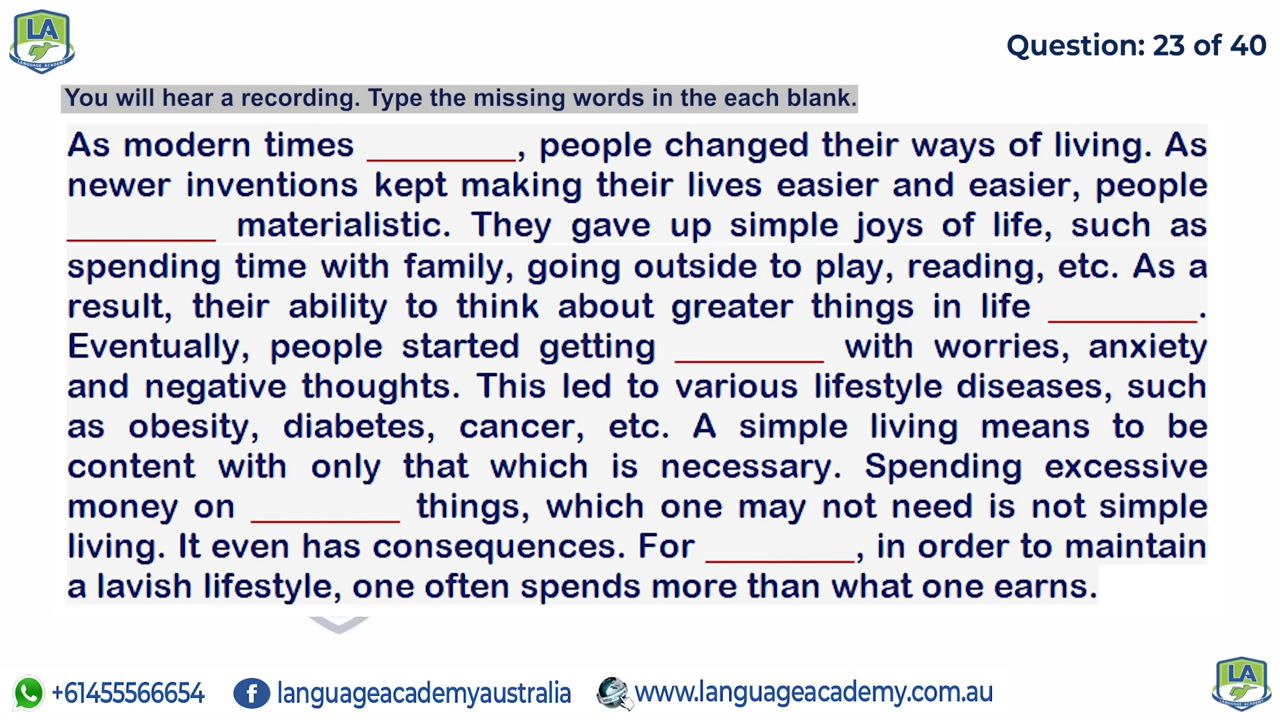 LA
LANGUAGE ACADEMY
Question: 23 of 40
You will hear a recording. Type the missing words in the each blank.
As modern times ________, people changed their ways of living. As
newer inventions kept making their lives easier and easier, people
________ materialistic. They gave up simple joys of life, such as
spending time with family, going outside to play, reading, etc. As a
result, their ability to think about greater things in life ________.
Eventually, people started getting ________ with worries, anxiety
and negative thoughts. This led to various lifestyle diseases, such
as obesity, diabetes, cancer, etc. A simple living means to be
content with only that which is necessary. Spending excessive
money on ________ things, which one may not need is not simple
living. It even has consequences. For ________, in order to maintain
a lavish lifestyle, one often spends more than what one earns.
+61455566654 languageacademyaustralia www.languageacademy.com.au
LA
LANGUAGE ACADEMY